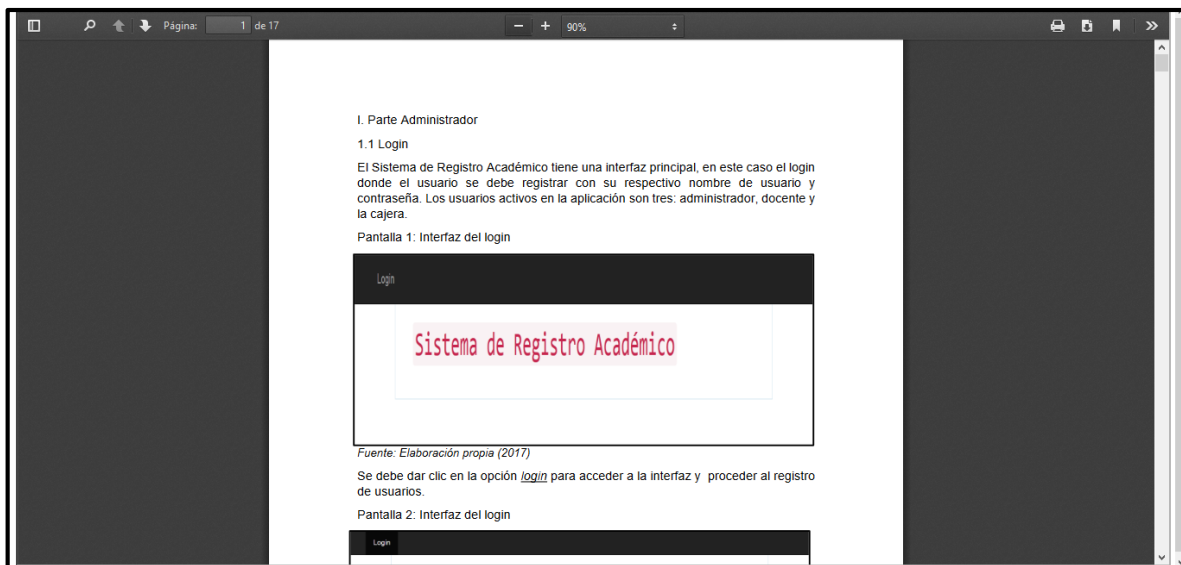 Página: 1 de 17 90%
I. Parte Administrador
1.1 Login
El Sistema de Registro Académico tiene una interfaz principal, en este caso el login
donde el usuario se debe registrar con su respectivo nombre de usuario y
contraseña. Los usuarios activos en la aplicación son tres: administrador, docente y
la cajera.
Pantalla 1: Interfaz del login
Login
Sistema de Registro Académico
Fuente: Elaboración propia (2017)
Se debe dar clic en la opción login para acceder a la interfaz y proceder al registro
de usuarios.
Pantalla 2: Interfaz del login
Login